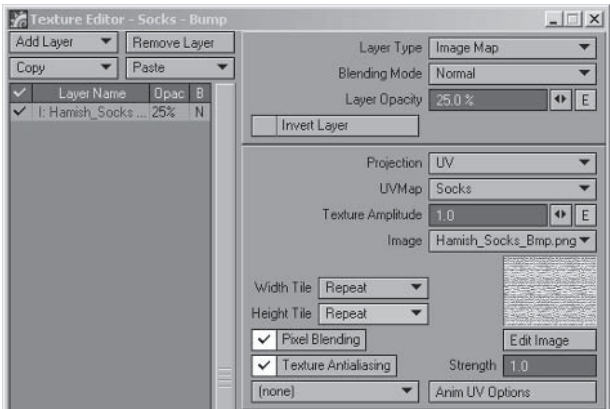 Texture Editor - Socks - Bump
Add Layer Remove Layer
Copy Paste
Layer Name Opac B
I: Hamish_Socks ... 25% N
Layer Type Image Map
Blending Mode Normal
Layer Opacity 25.0 % E
Invert Layer
Projection UV
UVMap Socks
Texture Amplitude 1.0 E
Image Hamish_Socks_Bmp.png
Width Tile Repeat
Height Tile Repeat
Pixel Blending Edit Image
Texture Antialiasing Strength 1.0
(none) Anim UV Options